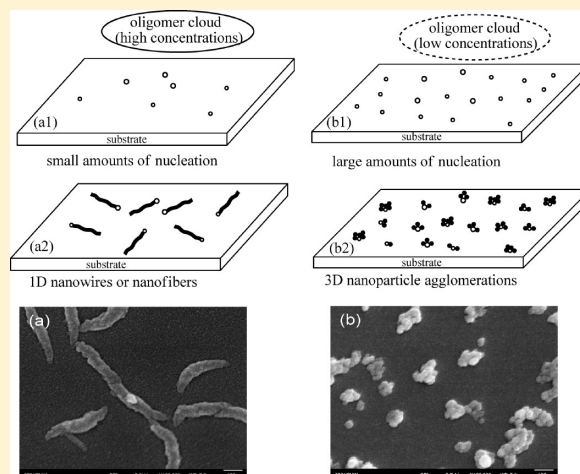 oligomer cloud
(high concentrations)
oligomer cloud
(low concentrations)
(a1)
substrate
small amounts of nucleation
(b1)
substrate
large amounts of nucleation
(a2)
substrate
1D nanowires or nanofibers
(b2)
substrate
3D nanoparticle agglomerations
(a)
(b)